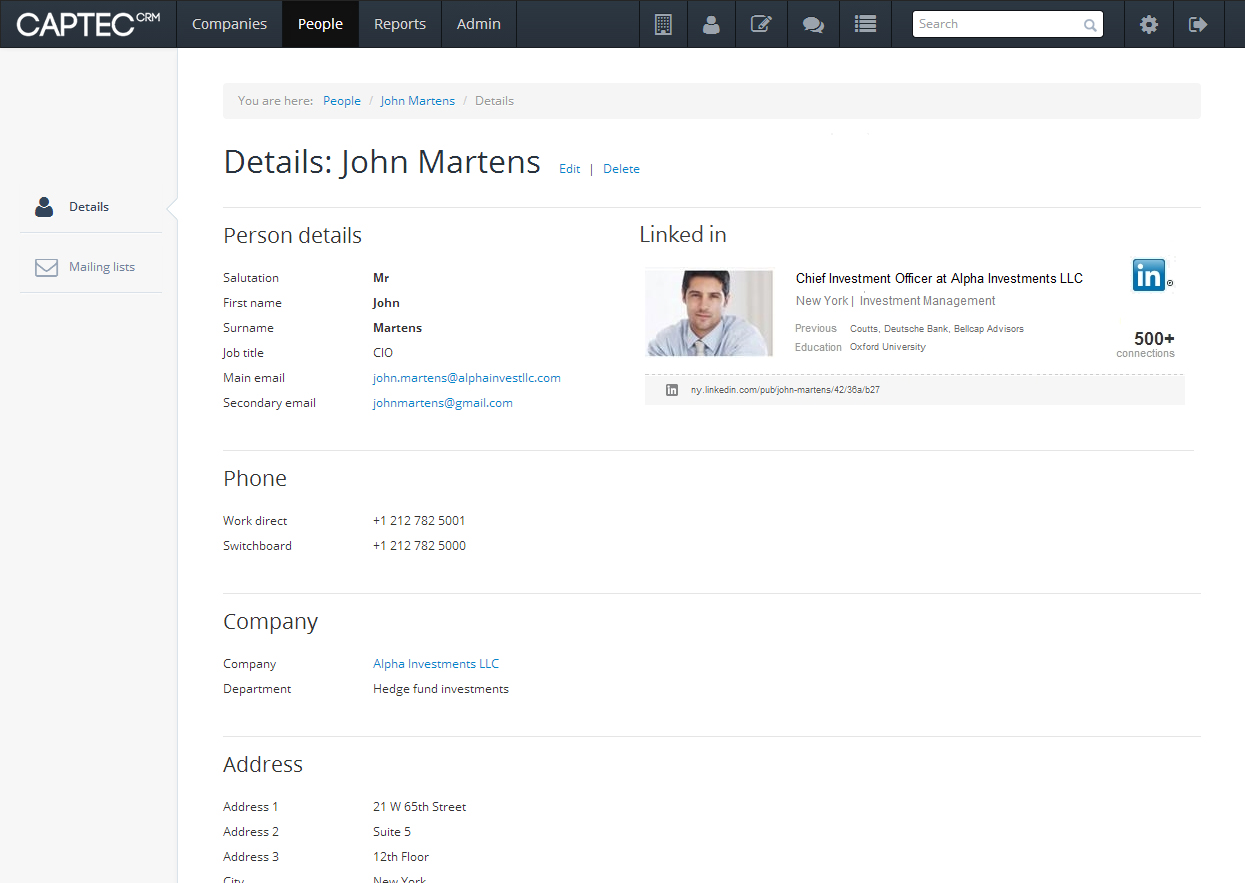 CAPTEC CRM Companies People Reports Admin Search
You are here: People / John Martens / Details
Details: John Martens Edit | Delete
Details
Mailing lists
Person details
Salutation Mr
First name John
Surname Martens
Job title CIO
Main email john.martens@alphainvestllc.com
Secondary email johnmartens@gmail.com
Linked in
Chief Investment Officer at Alpha Investments LLC
in
New York | Investment Management
Previous Coutts, Deutsche Bank, Bellcap Advisors
Education Oxford University
500+
connections
in ny.linkedin.com/pub/john-martens/42/36a/b27
Phone
Work direct +1 212 782 5001
Switchboard +1 212 782 5000
Company
Company Alpha Investments LLC
Department Hedge fund investments
Address
Address 1 21 W 65th Street
Address 2 Suite 5
Address 3 12th Floor
City New York